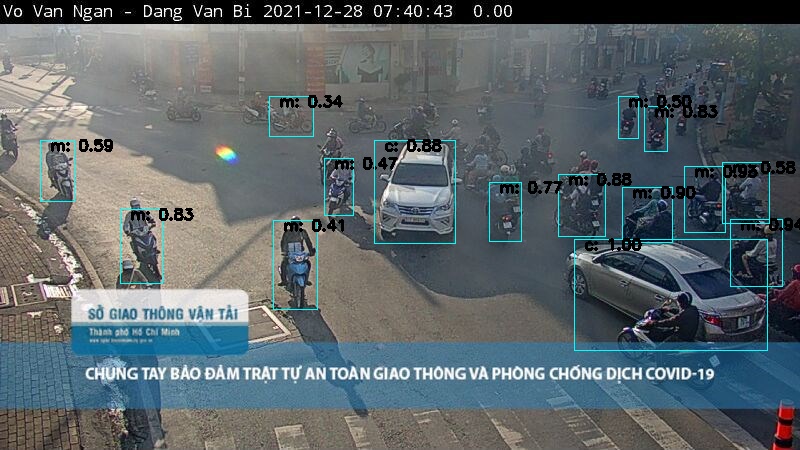 Vo Van Ngan - Dang Van Bi 2021-12-28 07:40:43 0.00
m: 0.34
m: 0.50
m: 0.83
m: 0.59
c: 0.88
m: 0.47
m: 0.77
m: 0.88
m: 0.93
0.58
m: 0.90
m: 0.83
m: 0.41
m: 0.94
c: 1.00
SỞ GIAO THÔNG VẬN TẢI
Thành phố Hồ Chí Minh
CHUNG TAY BẢO ĐẢM TRẬT TỰ AN TOÀN GIAO THÔNG VÀ PHÒNG CHỐNG DỊCH COVID-19